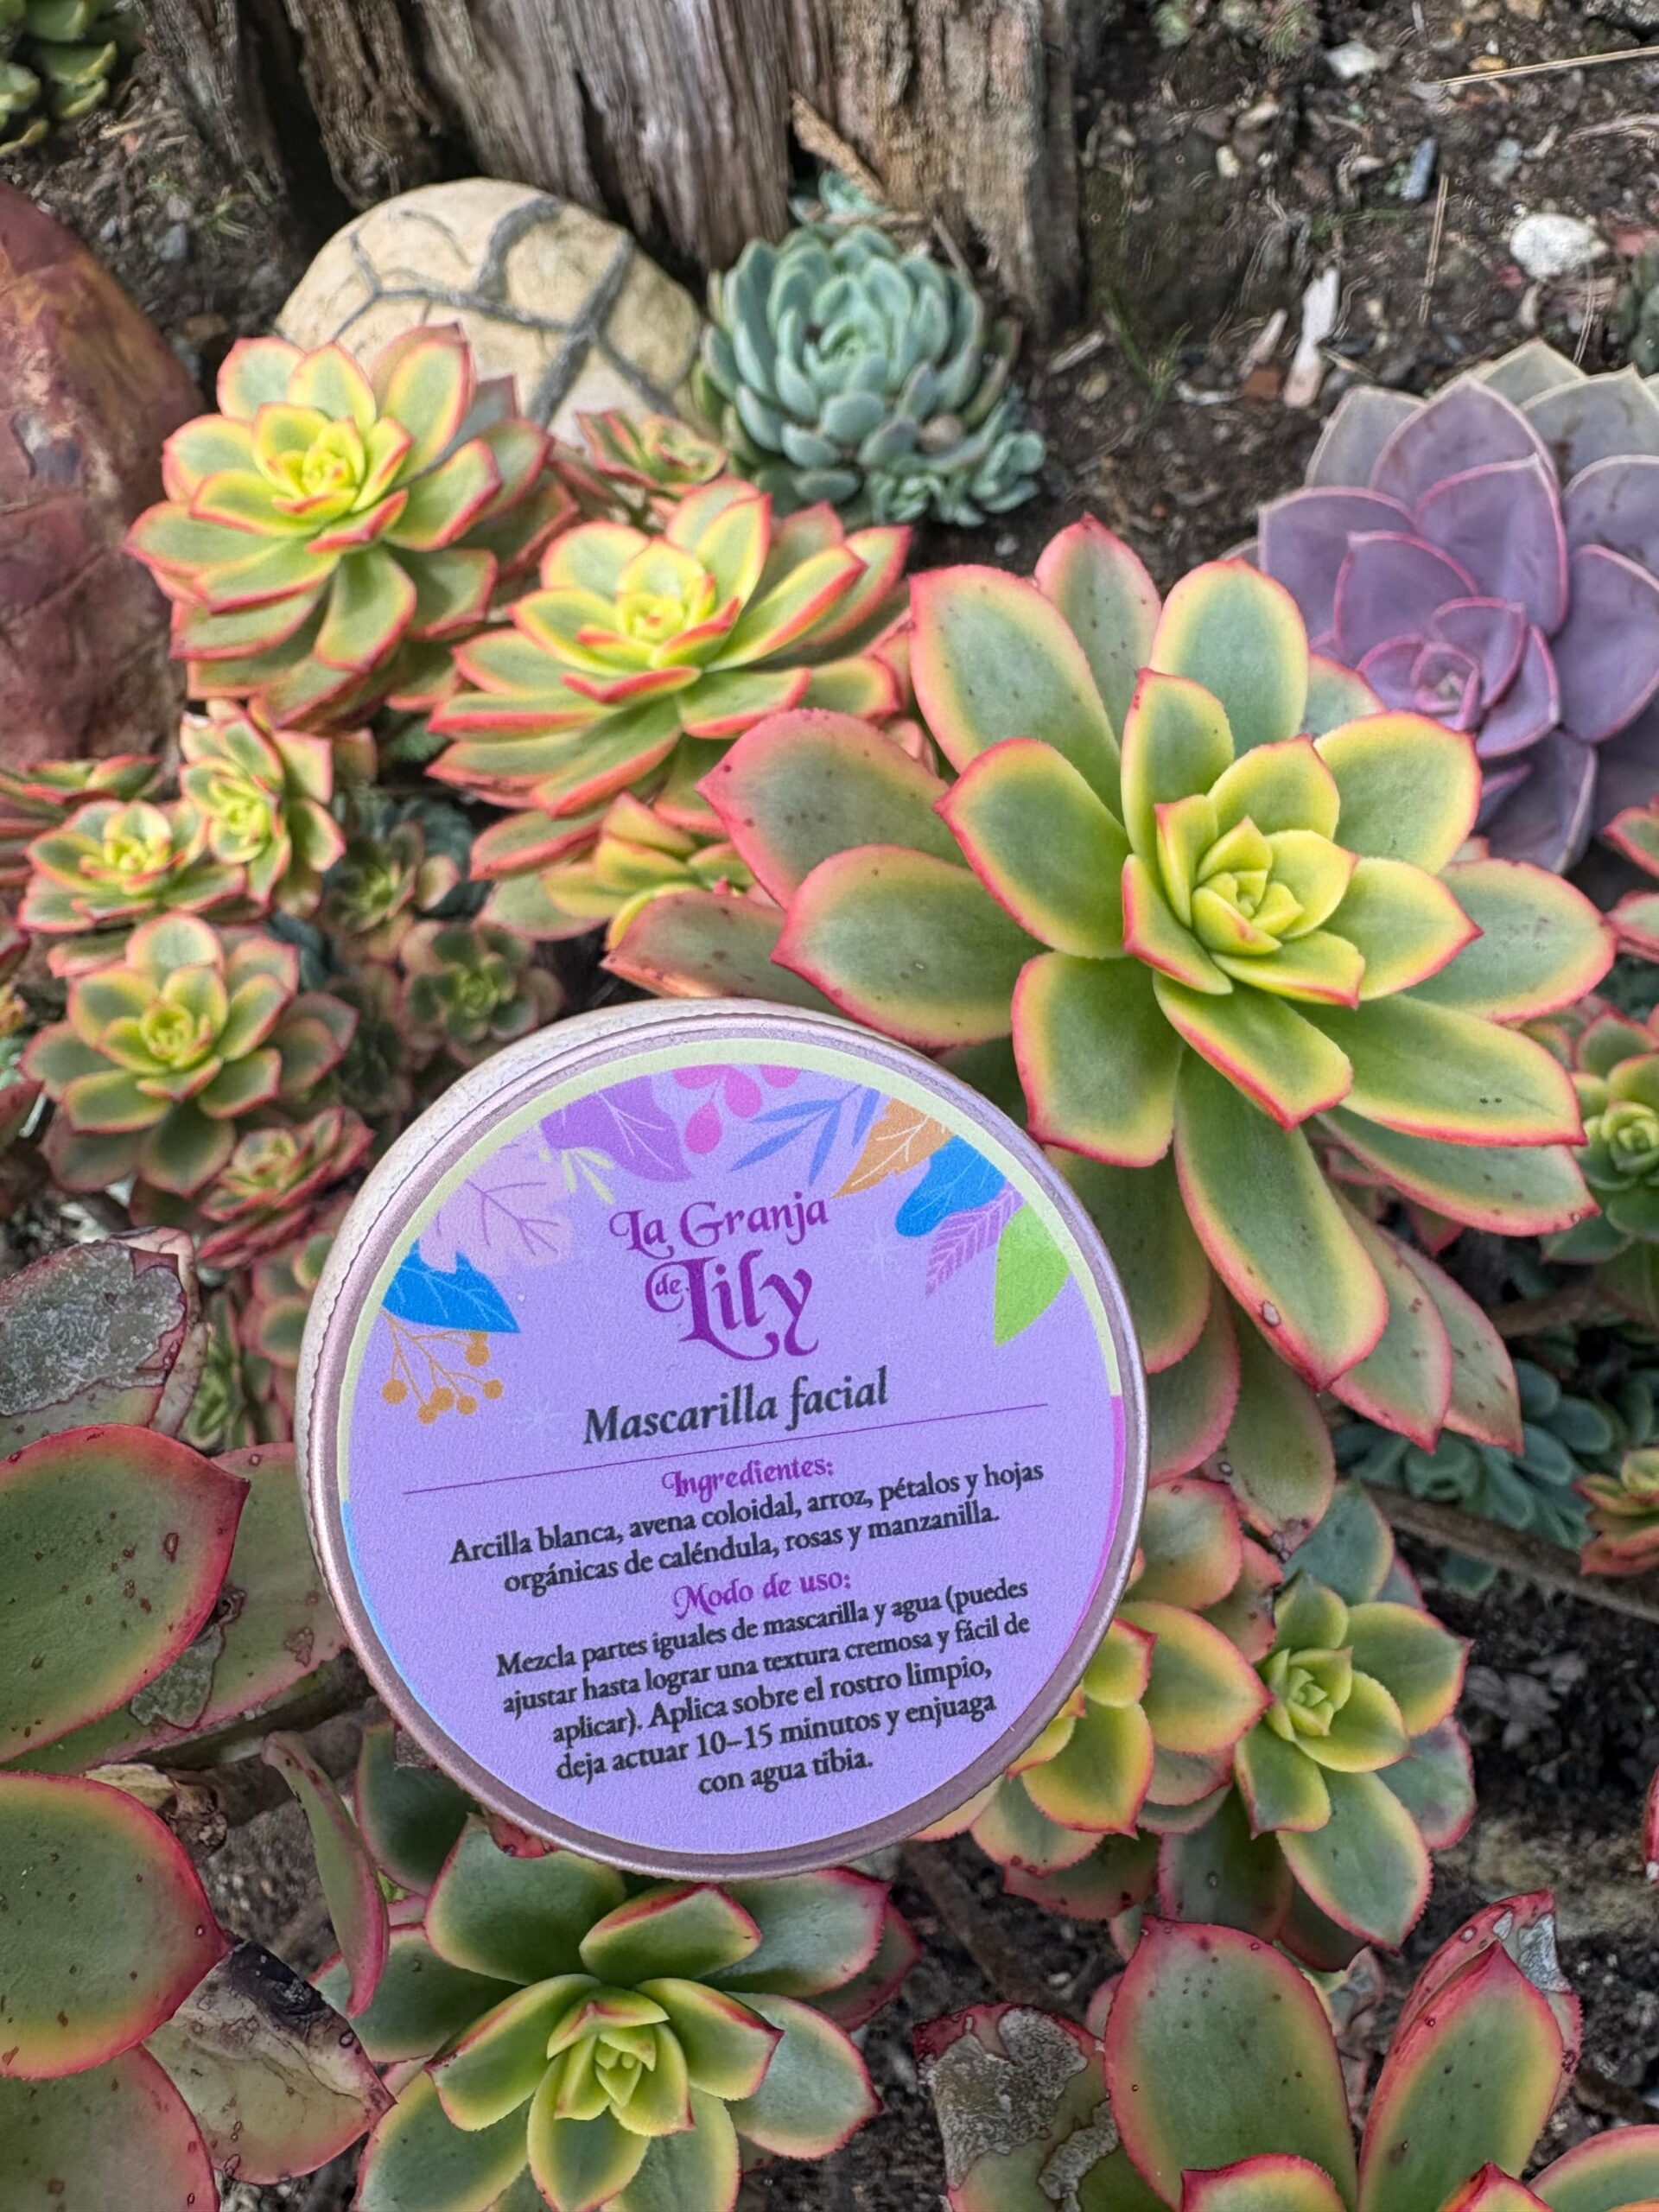 La Granja
de Lily
Mascarilla facial
Ingredientes:
Arcilla blanca, avena coloidal, arroz, pétalos y hojas
orgánicas de caléndula, rosas y manzanilla.
Modo de uso:
Mezcla partes iguales de mascarilla y agua (puedes
ajustar hasta lograr una textura cremosa y fácil de
aplicar). Aplica sobre el rostro limpio,
deja actuar 10–15 minutos y enjuaga
con agua tibia.